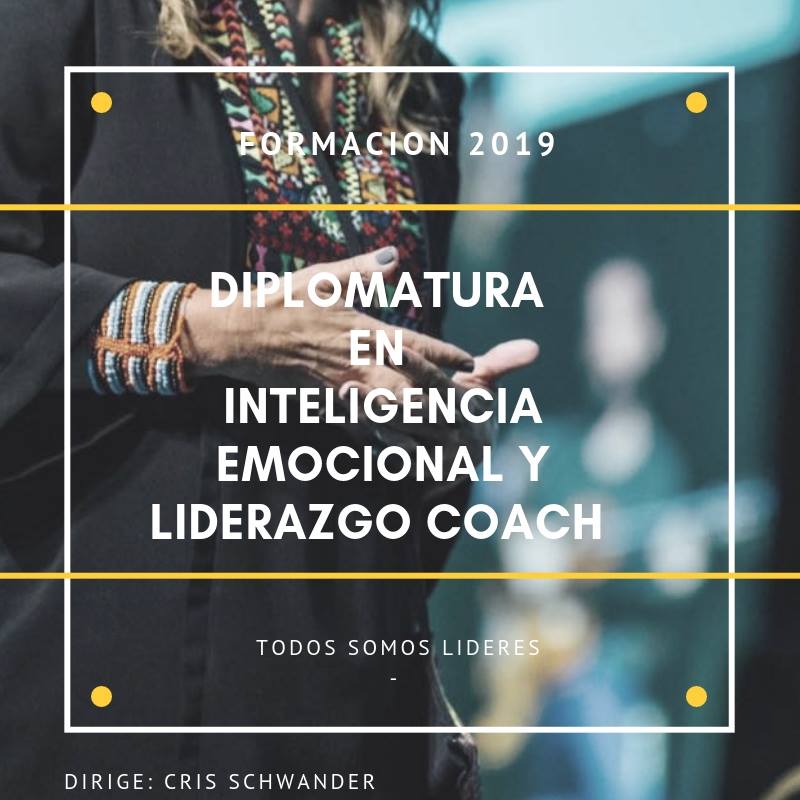 FORMACION 2019
DIPLOMATURA
EN
INTELIGENCIA
EMOCIONAL Y
LIDERAZGO COACH
TODOS SOMOS LIDERES
-
DIRIGE: CRIS SCHWANDER